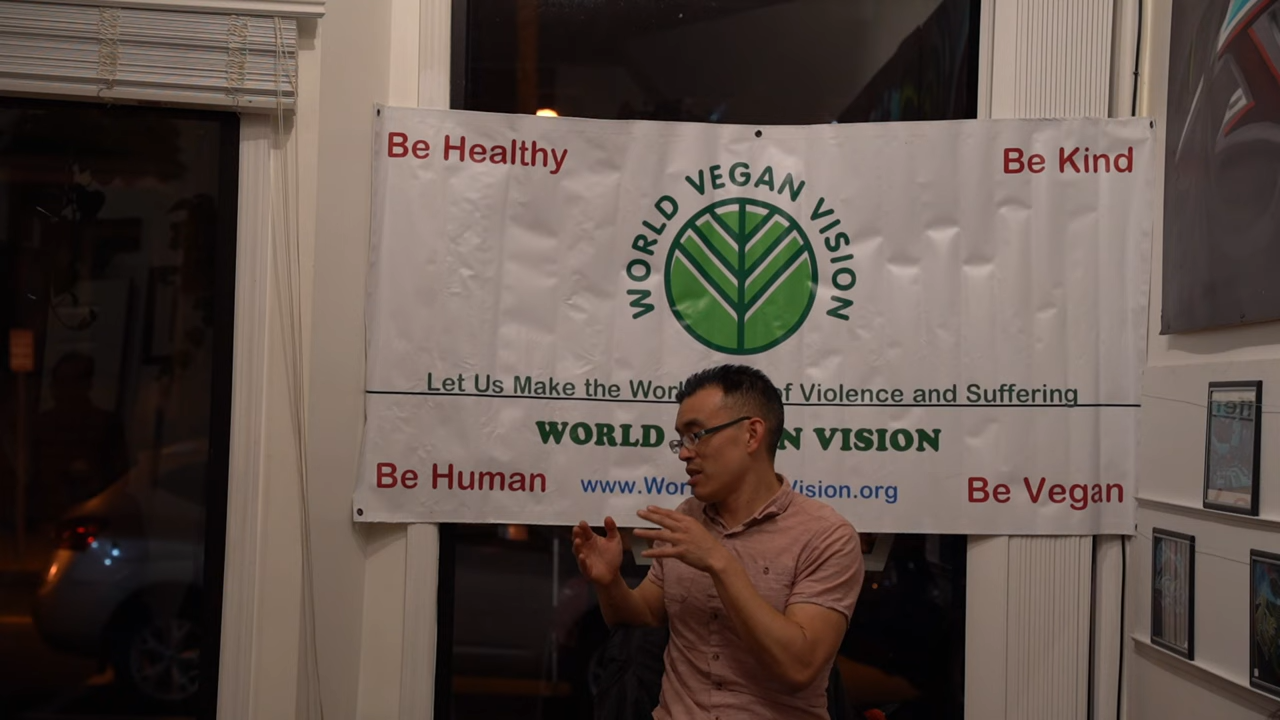 Be Healthy
Be Kind
WORLD VEGAN VISION
Let Us Make the Wor of Violence and Suffering
WORLD N VISION
Be Human
www.Wor Vision.org
Be Vegan